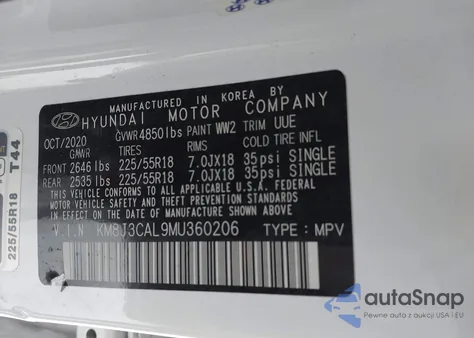 MANUFACTURED IN KOREA BY
HYUNDAI MOTOR COMPANY
OCT/2020 GVWR 4850 lbs PAINT WW2 TRIM UUE
GAWR TIRES RIMS COLD TIRE INFL
FRONT 2646 lbs 225/55R18 7.0JX18 35psi SINGLE
REAR 2535 lbs 225/55R18 7.0JX18 35psi SINGLE
THIS VEHICLE CONFORMS TO ALL APPLICABLE
FEDERAL MOTOR VEHICLE SAFETY, BUMPER,
AND THEFT PREVENTION STANDARDS IN EFFECT
ON THE DATE OF MANUFACTURE SHOWN ABOVE.
V.I.N KM8J3CAL9MU360206 TYPE : MPV
225/55R18 T44
autoSnap
Pewne auta z aukcji USA i EU